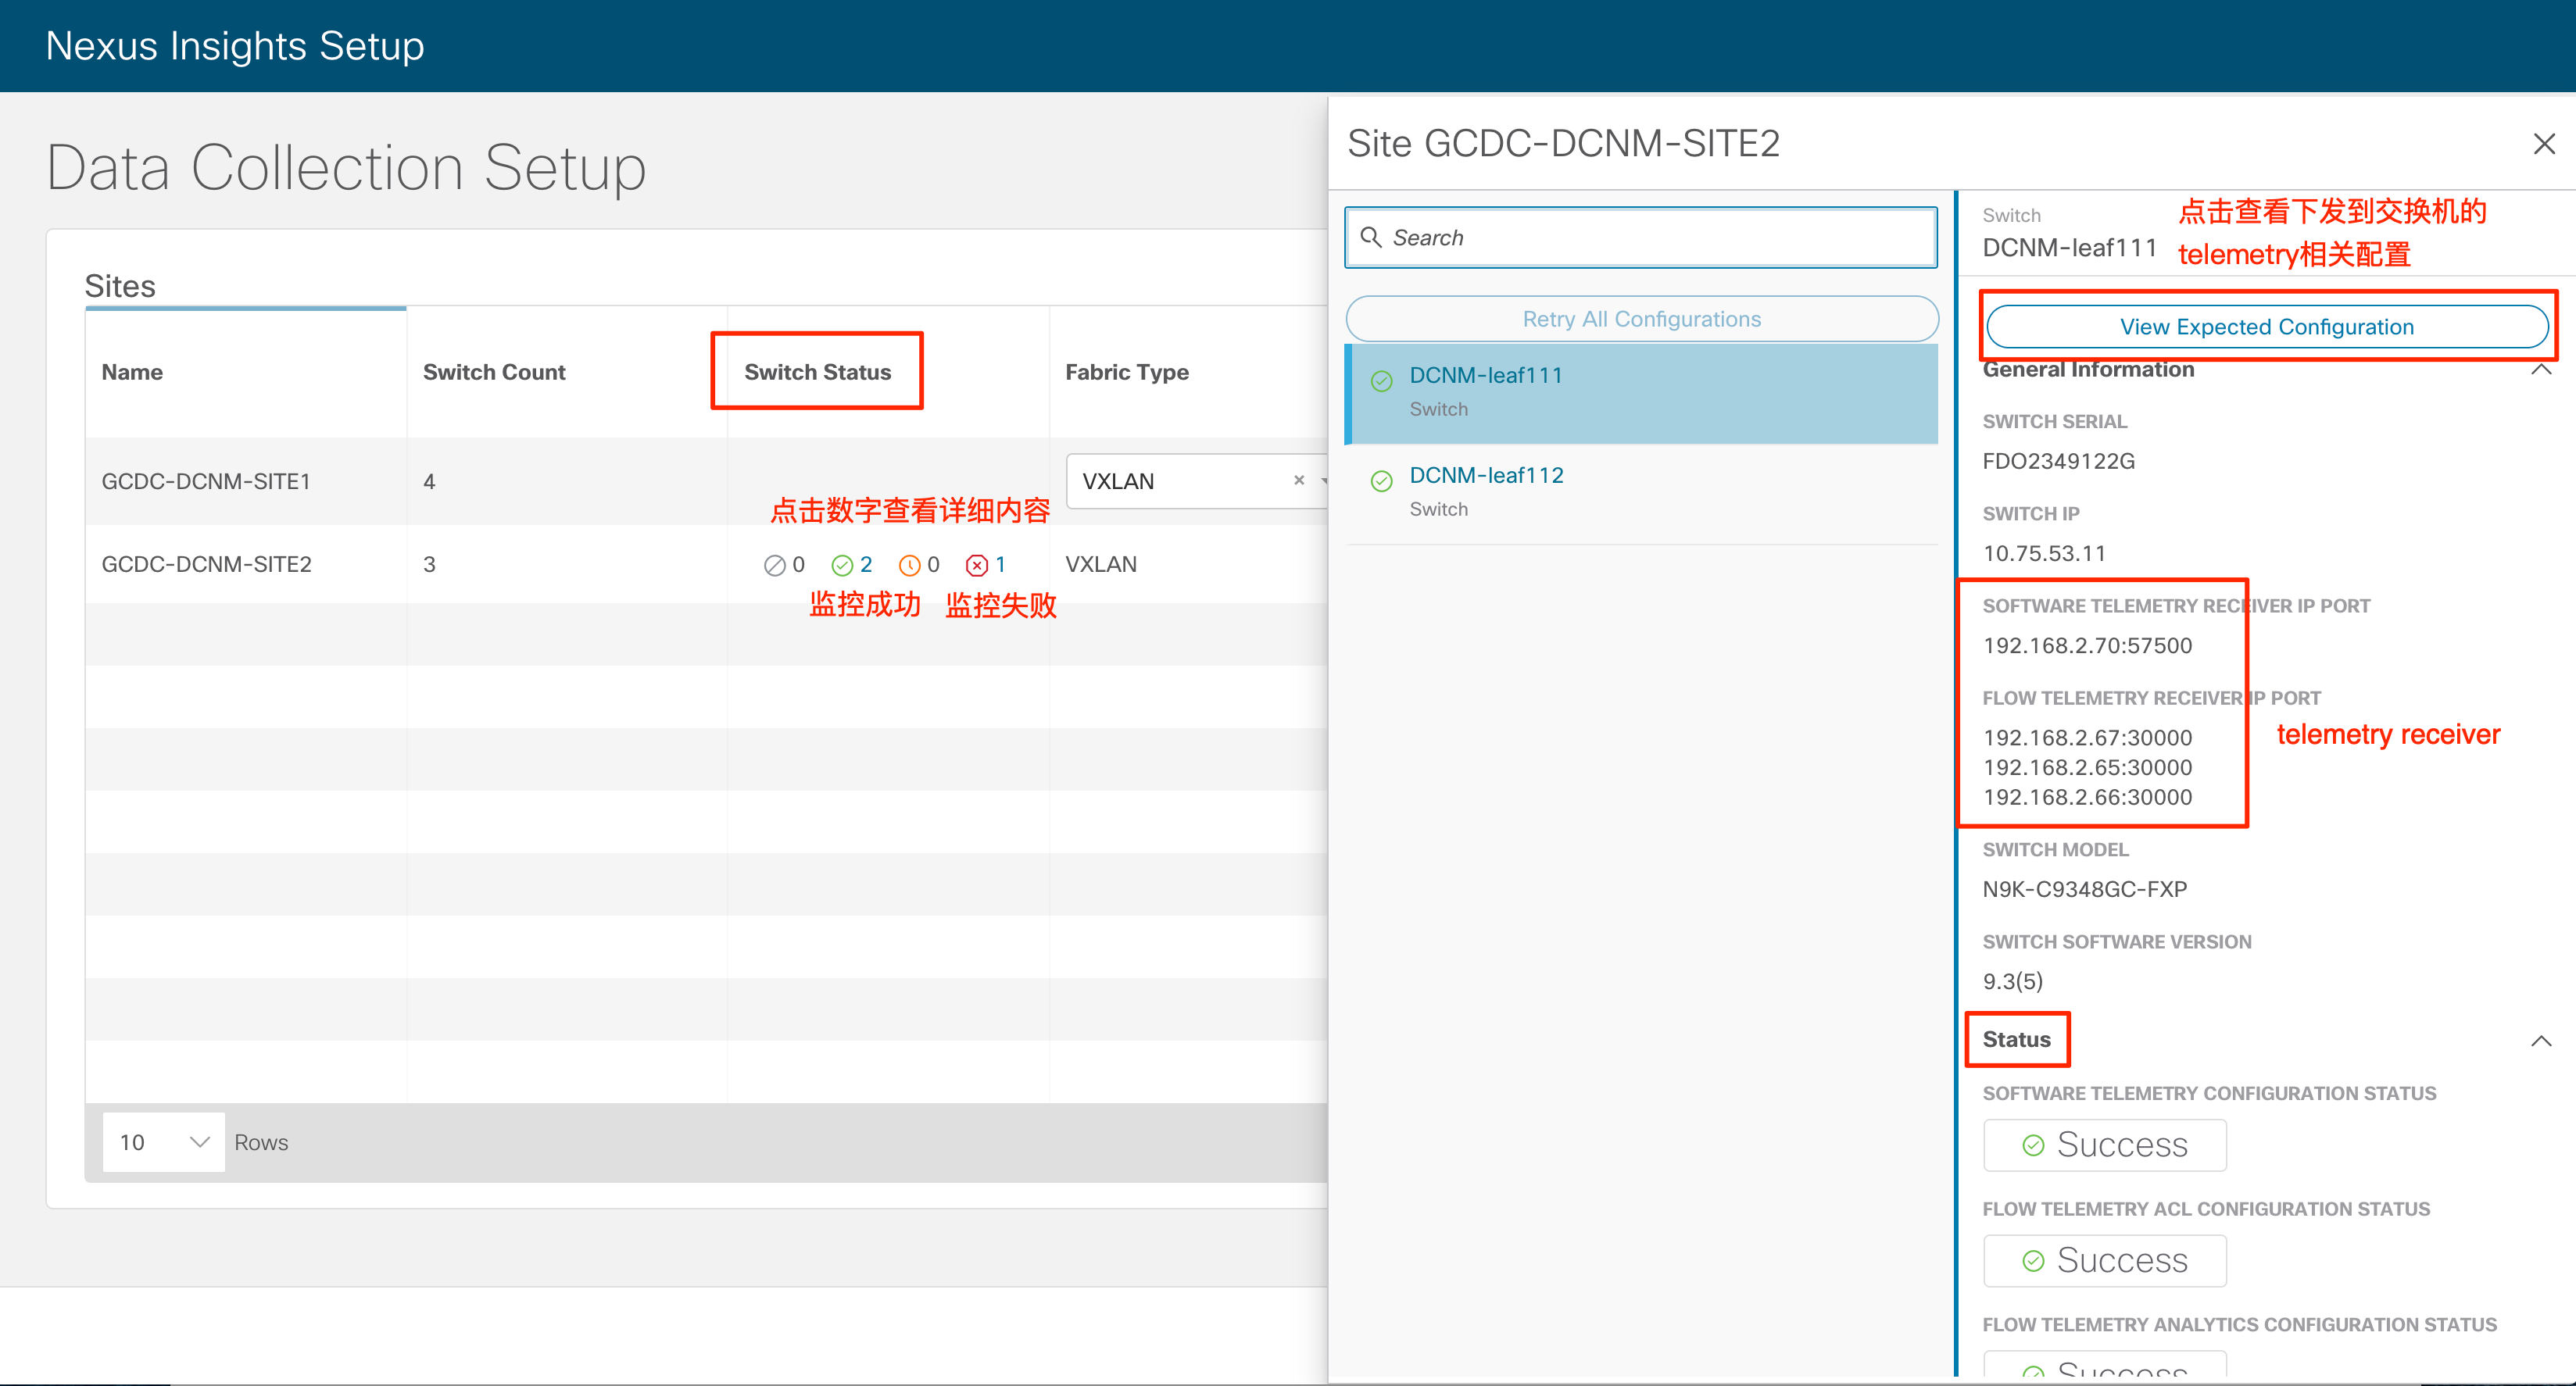 Nexus Insights Setup
Data Collection Setup
Sites
Name
Switch Count
Switch Status
Fabric Type
GCDC-DCNM-SITE1
4
VXLAN
点击数字查看详细内容
GCDC-DCNM-SITE2
3
0
2
0
1
VXLAN
监控成功
监控失败
10
Rows
Site GCDC-DCNM-SITE2
Search
Retry All Configurations
DCNM-leaf111
Switch
DCNM-leaf112
Switch
Switch
DCNM-leaf111
点击查看下发到交换机的
telemetry相关配置
View Expected Configuration
General Information
SWITCH SERIAL
FDO2349122G
SWITCH IP
10.75.53.11
SOFTWARE TELEMETRY RECEIVER IP PORT
192.168.2.70:57500
FLOW TELEMETRY RECEIVER IP PORT
192.168.2.67:30000
192.168.2.65:30000
192.168.2.66:30000
telemetry receiver
SWITCH MODEL
N9K-C9348GC-FXP
SWITCH SOFTWARE VERSION
9.3(5)
Status
SOFTWARE TELEMETRY CONFIGURATION STATUS
Success
FLOW TELEMETRY ACL CONFIGURATION STATUS
Success
FLOW TELEMETRY ANALYTICS CONFIGURATION STATUS
Success